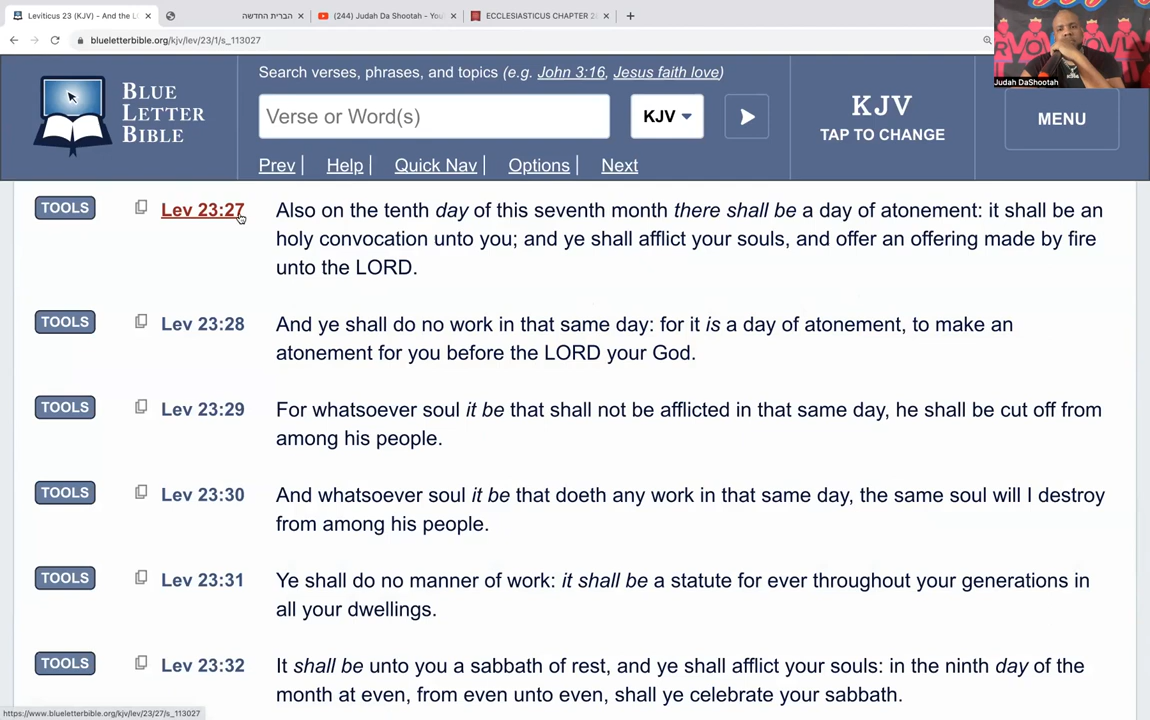 Leviticus 23 (KJV) - And the L
הברית החדשה
(244) Judah Da Shootah - You
ECCLESIASTICUS CHAPTER 2
blueletterbible.org/kjv/lev/23/1/s_113027
Judah DaShootah
BLUE
LETTER
BIBLE
Search verses, phrases, and topics (e.g. John 3:16, Jesus faith love)
Verse or Word(s)
KJV
KJV
TAP TO CHANGE
MENU
Prev | Help | Quick Nav | Options | Next
TOOLS Lev 23:27 Also on the tenth day of this seventh month there shall be a day of atonement: it shall be an
holy convocation unto you; and ye shall afflict your souls, and offer an offering made by fire
unto the LORD.
TOOLS Lev 23:28 And ye shall do no work in that same day: for it is a day of atonement, to make an
atonement for you before the LORD your God.
TOOLS Lev 23:29 For whatsoever soul it be that shall not be afflicted in that same day, he shall be cut off from
among his people.
TOOLS Lev 23:30 And whatsoever soul it be that doeth any work in that same day, the same soul will I destroy
from among his people.
TOOLS Lev 23:31 Ye shall do no manner of work: it shall be a statute for ever throughout your generations in
all your dwellings.
TOOLS Lev 23:32 It shall be unto you a sabbath of rest, and ye shall afflict your souls: in the ninth day of the
month at even, from even unto even, shall ye celebrate your sabbath.
https://www.blueletterbible.org/kjv/lev/23/27/s_113027